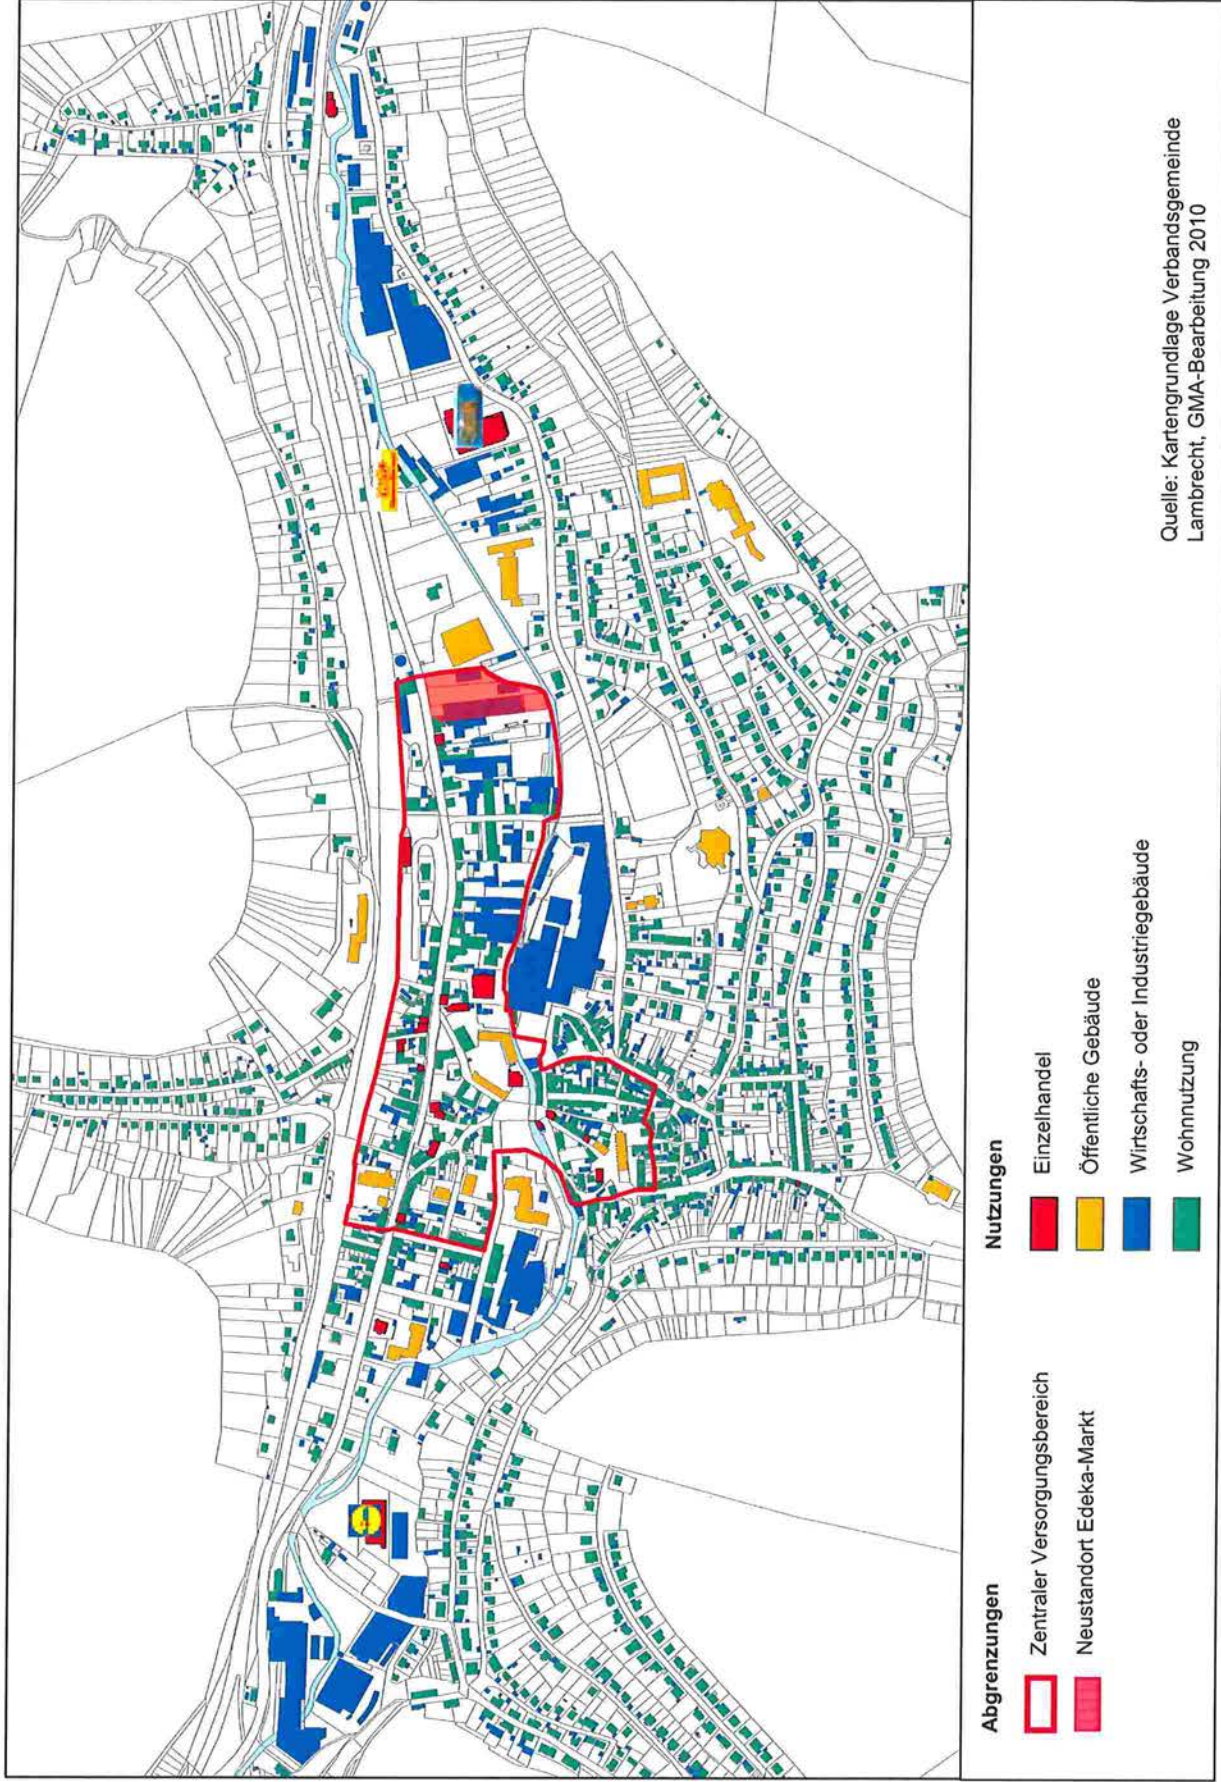 Abgrenzungen
Zentraler Versorgungsbereich
Neustandort Edeka-Markt
Nutzungen
Einzelhandel
Öffentliche Gebäude
Wirtschafts- oder Industriegebäude
Wohnnutzung
Quelle: Kartengrundlage Verbandsgemeinde
Lambrecht, GMA-Bearbeitung 2010